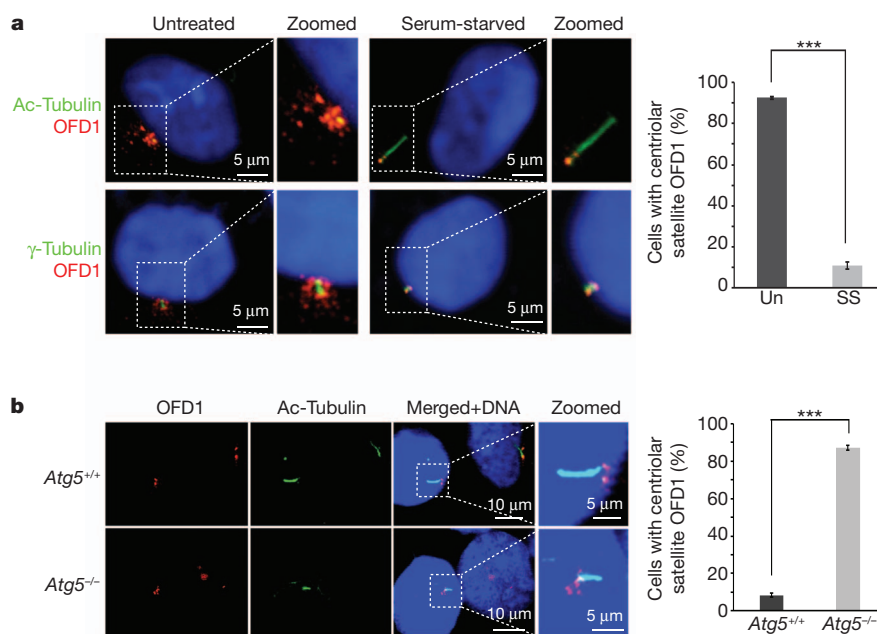 a
Untreated Zoomed Serum-starved Zoomed
Ac-Tubulin
OFD1
5 μm
5 μm
γ-Tubulin
OFD1
5 μm
5 μm
***
Cells with centriolar
satellite OFD1 (%)
100
80
60
40
20
0
Un SS
b
OFD1 Ac-Tubulin Merged+DNA Zoomed
Atg5+/+
10 μm
5 μm
Atg5–/–
10 μm
5 μm
***
Cells with centriolar
satellite OFD1 (%)
100
80
60
40
20
0
Atg5+/+ Atg5–/–